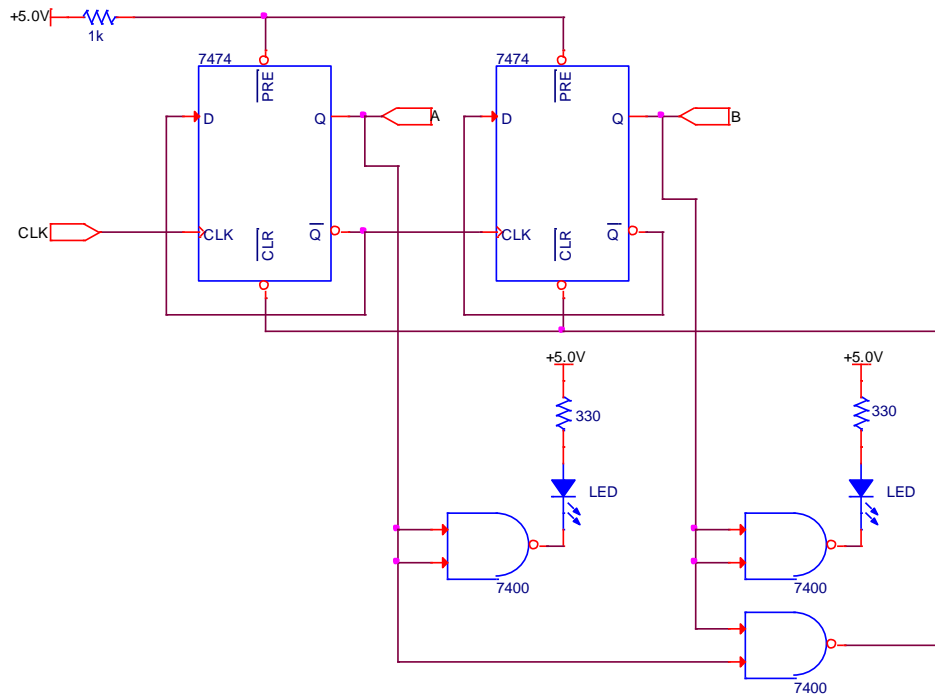 +5.0V
1k
7474
7474
PRE
PRE
D
Q
A
D
Q
B
CLK
CLK
CLR
Q
CLK
CLR
Q
+5.0V
+5.0V
330
330
LED
LED
7400
7400
7400